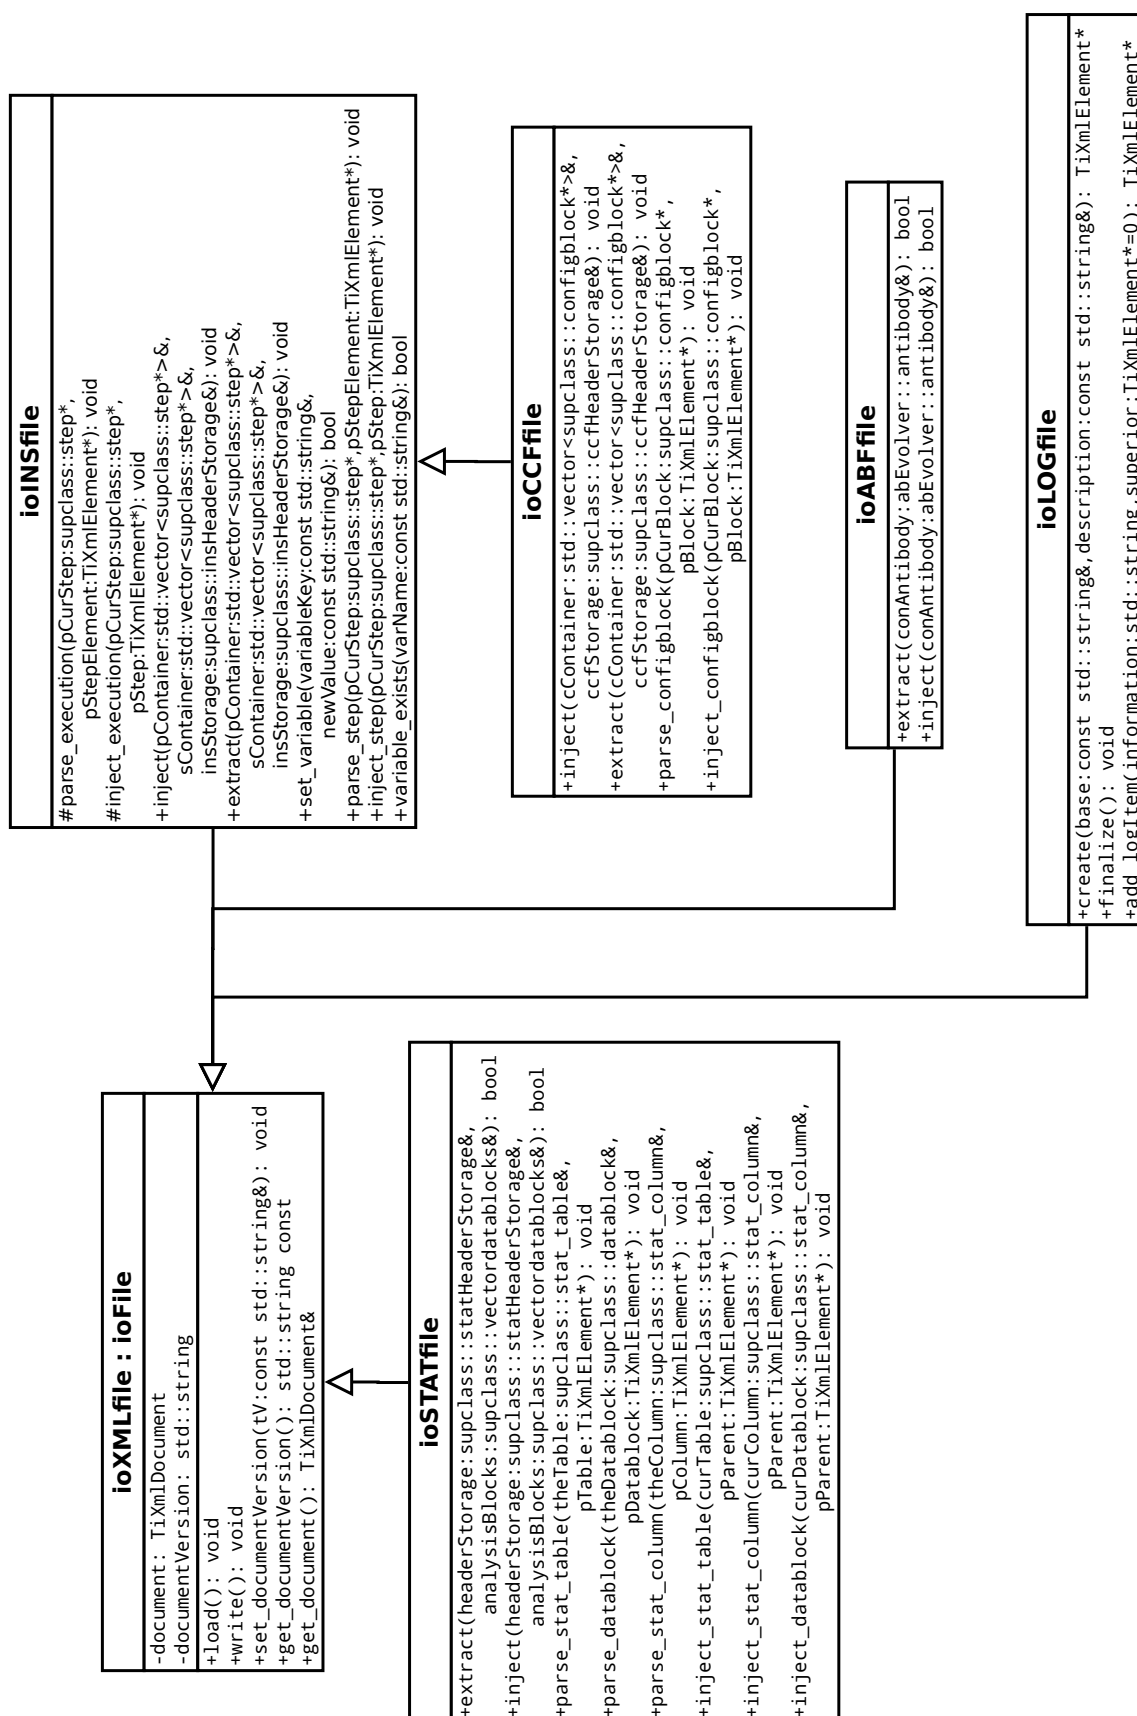 ioXMLfile : ioFile
-document: TiXmlDocument
-documentVersion: std::string
+load(): void
+write(): void
+set_documentVersion(tV:const std::string&): void
+get_documentVersion(): std::string const
+get_document(): TiXmlDocument&
ioSTATfile
+extract(headerStorage:supclass::statHeaderStorage&,
analysisBlocks:supclass::vectordatablocks&): bool
+inject(headerStorage:supclass::statHeaderStorage&,
analysisBlocks:supclass::vectordatablocks&): bool
+parse_stat_table(theTable:supclass::stat_table&,
pTable:TiXmlElement*): void
+parse_datablock(theDatablock:supclass::datablock&,
pDatablock:TiXmlElement*): void
+parse_stat_column(theColumn:supclass::stat_column&,
pColumn:TiXmlElement*): void
+inject_stat_table(curTable:supclass::stat_table&,
pParent:TiXmlElement*): void
+inject_stat_column(curColumn:supclass::stat_column&,
pParent:TiXmlElement*): void
+inject_datablock(curDatablock:supclass::stat_column&,
pParent:TiXmlElement*): void
ioINSfile
#parse_execution(pCurStep:supclass::step*,
pStepElement:TiXmlElement*): void
#inject_execution(pCurStep:supclass::step*,
pStep:TiXmlElement*): void
+inject(pContainer:std::vector<supclass::step*>&,
sContainer:std::vector<supclass::step*>&,
insStorage:supclass::insHeaderStorage&): void
+extract(pContainer:std::vector<supclass::step*>&,
sContainer:std::vector<supclass::step*>&,
insStorage:supclass::insHeaderStorage&): void
+set_variable(variableKey:const std::string&,
newValue:const std::string&): bool
+parse_step(pCurStep:supclass::step*,pStepElement:TiXmlElement*): void
+inject_step(pCurStep:supclass::step*,pStep:TiXmlElement*): void
+variable_exists(varName:const std::string&): bool
ioCCFfile
+inject(cContainer:std::vector<supclass::configblock*>&,
ccfStorage:supclass::ccfHeaderStorage&): void
+extract(cContainer:std::vector<supclass::configblock*>&,
ccfStorage:supclass::ccfHeaderStorage&): void
+parse_configblock(pCurBlock:supclass::configblock*,
pBlock:TiXmlElement*): void
+inject_configblock(pCurBlock:supclass::configblock*,
pBlock:TiXmlElement*): void
ioABFfile
+extract(conAntibody:abEvolver::antibody&): bool
+inject(conAntibody:abEvolver::antibody&): bool
ioLOGfile
+create(base:const std::string&,description:const std::string&): TiXmlElement*
+finalize(): void
+add_logItem(information:std::string,superior:TiXmlElement*=0): TiXmlElement*